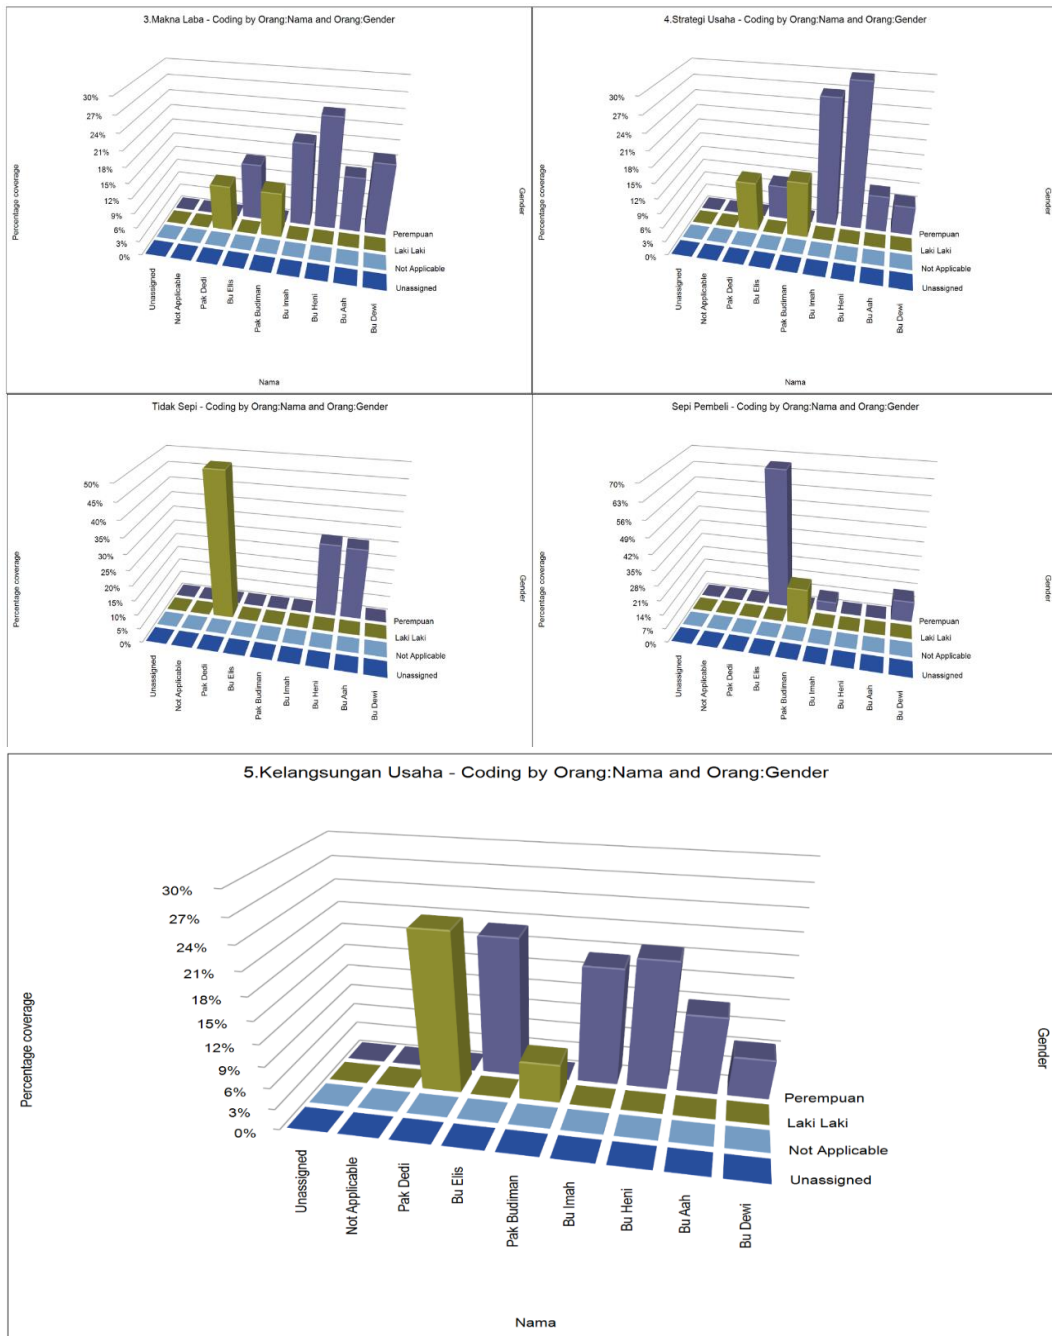 3.Makna Laba - Coding by Orang:Nama and Orang:Gender
30%
27%
24%
21%
18%
15%
12%
9%
6%
3%
0%
Percentage coverage
Gender
Perempuan
Laki Laki
Not Applicable
Unassigned
Unassigned
Not Applicable
Pak Dedi
Bu Elis
Pak Budiman
Bu Imah
Bu Heni
Bu Aah
Bu Dewi
Nama
4.Strategi Usaha - Coding by Orang:Nama and Orang:Gender
30%
27%
24%
21%
18%
15%
12%
9%
6%
3%
0%
Percentage coverage
Gender
Perempuan
Laki Laki
Not Applicable
Unassigned
Unassigned
Not Applicable
Pak Dedi
Bu Elis
Pak Budiman
Bu Imah
Bu Heni
Bu Aah
Bu Dewi
Nama
Tidak Sepi - Coding by Orang:Nama and Orang:Gender
50%
45%
40%
35%
30%
25%
20%
15%
10%
5%
0%
Percentage coverage
Gender
Perempuan
Laki Laki
Not Applicable
Unassigned
Unassigned
Not Applicable
Pak Dedi
Bu Elis
Pak Budiman
Bu Imah
Bu Heni
Bu Aah
Bu Dewi
Sepi Pembeli - Coding by Orang:Nama and Orang:Gender
70%
63%
56%
49%
42%
35%
28%
21%
14%
7%
0%
Percentage coverage
Gender
Perempuan
Laki Laki
Not Applicable
Unassigned
Unassigned
Not Applicable
Pak Dedi
Bu Elis
Pak Budiman
Bu Imah
Bu Heni
Bu Aah
Bu Dewi
5.Kelangsungan Usaha - Coding by Orang:Nama and Orang:Gender
30%
27%
24%
21%
18%
15%
12%
9%
6%
3%
0%
Percentage coverage
Gender
Perempuan
Laki Laki
Not Applicable
Unassigned
Unassigned
Not Applicable
Pak Dedi
Bu Elis
Pak Budiman
Bu Imah
Bu Heni
Bu Aah
Bu Dewi
Nama